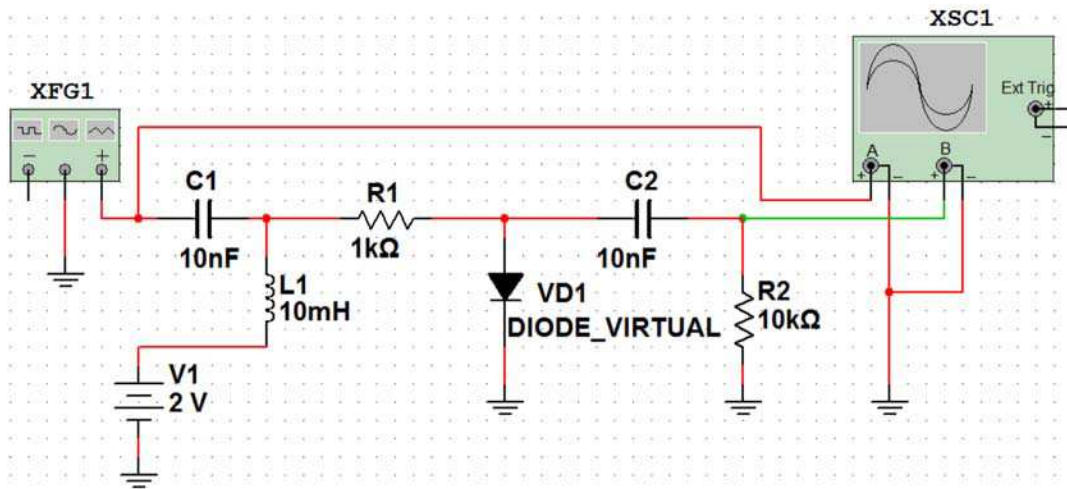 XSC1
XFG1
Ext Trig
+
−
−
+
A
B
+
−
+
−
C1
10nF
R1
1kΩ
C2
10nF
L1
10mH
VD1
DIODE_VIRTUAL
R2
10kΩ
V1
2 V